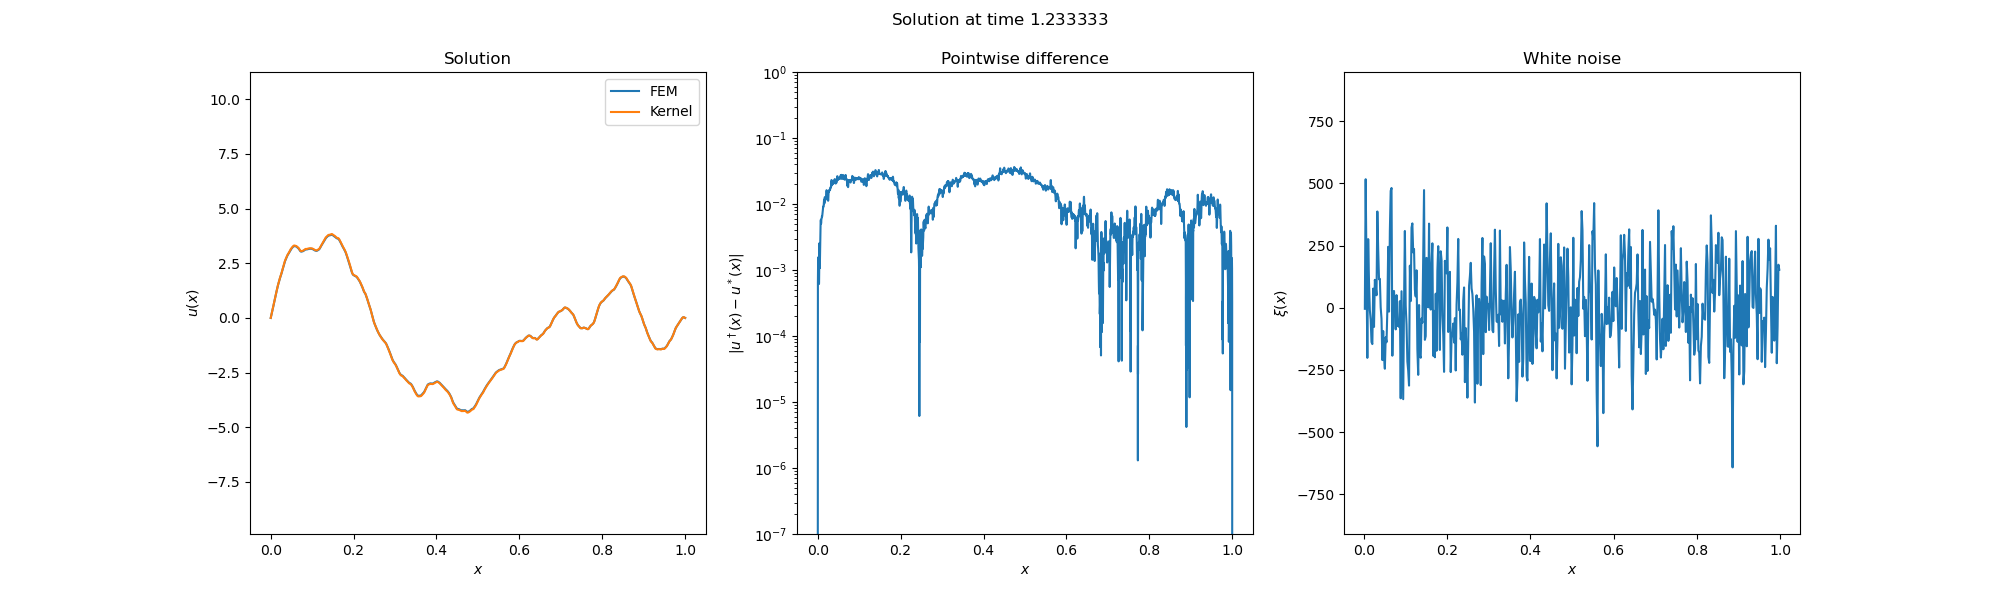 Solution at time 1.233333
Solution
FEM
Kernel
10.0
7.5
5.0
2.5
0.0
−2.5
−5.0
−7.5
u(x)
0.0 0.2 0.4 0.6 0.8 1.0
x
Pointwise difference
10⁰
10⁻¹
10⁻²
10⁻³
10⁻⁴
10⁻⁵
10⁻⁶
10⁻⁷
|u†(x) − u*(x)|
0.0 0.2 0.4 0.6 0.8 1.0
x
White noise
750
500
250
0
−250
−500
−750
ξ(x)
0.0 0.2 0.4 0.6 0.8 1.0
x